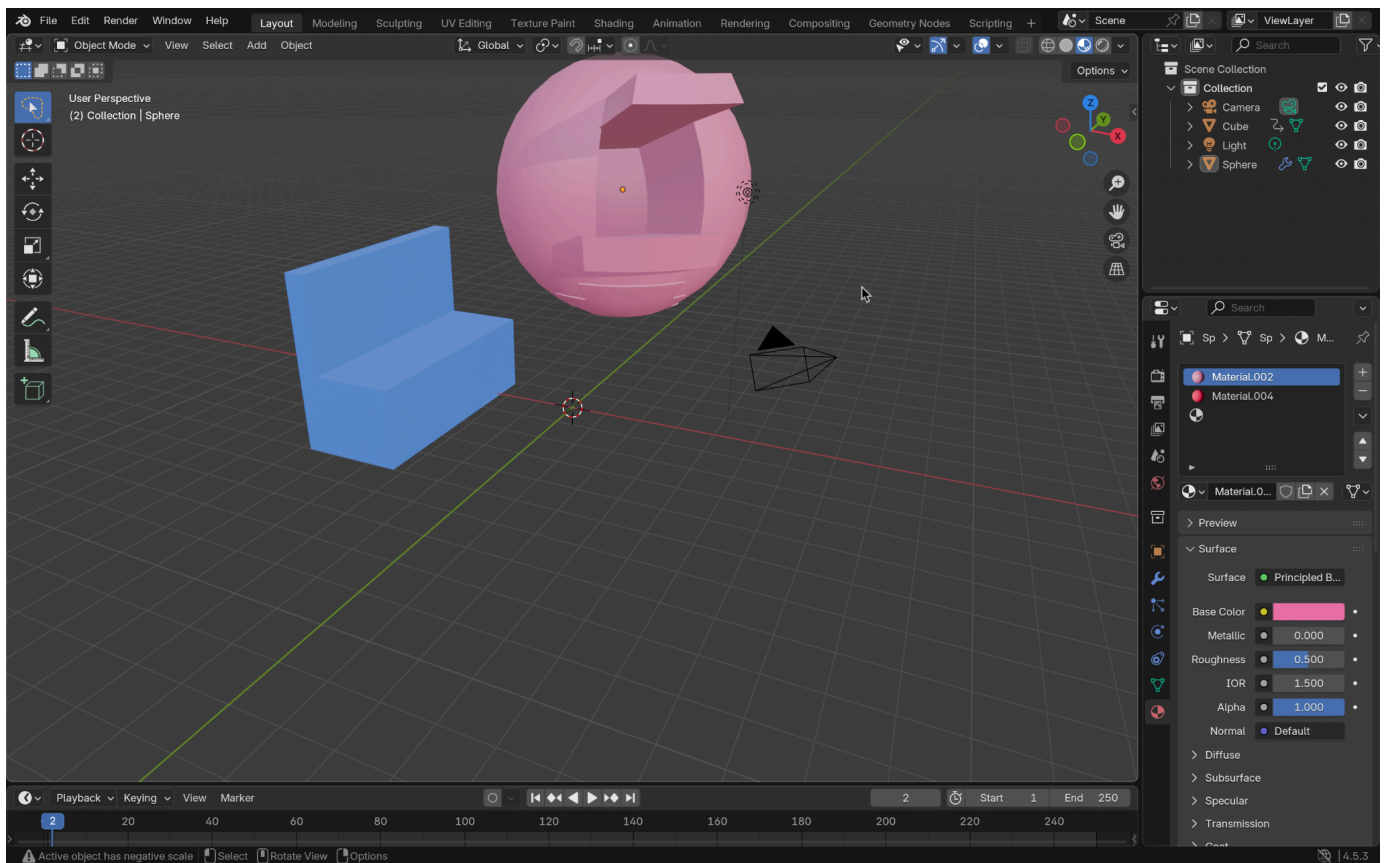 File Edit Render Window Help Layout Modeling Sculpting UV Editing Texture Paint Shading Animation Rendering Compositing Geometry Nodes Scripting + Scene ViewLayer
Object Mode View Select Add Object Global Search
Options
User Perspective
(2) Collection | Sphere
Z
Y
X
Scene Collection
Collection
Camera
Cube
Light
Sphere
Search
Sp > Sp > M...
Material.002
Material.004
Material.0...
Preview
Surface
Surface Principled B...
Base Color
Metallic 0.000
Roughness 0.500
IOR 1.500
Alpha 1.000
Normal Default
Diffuse
Subsurface
Specular
Transmission
Playback Keying View Marker 2 Start 1 End 250
2 20 40 60 80 100 120 140 160 180 200 220 240
Active object has negative scale Select Rotate View Options 4.5.3